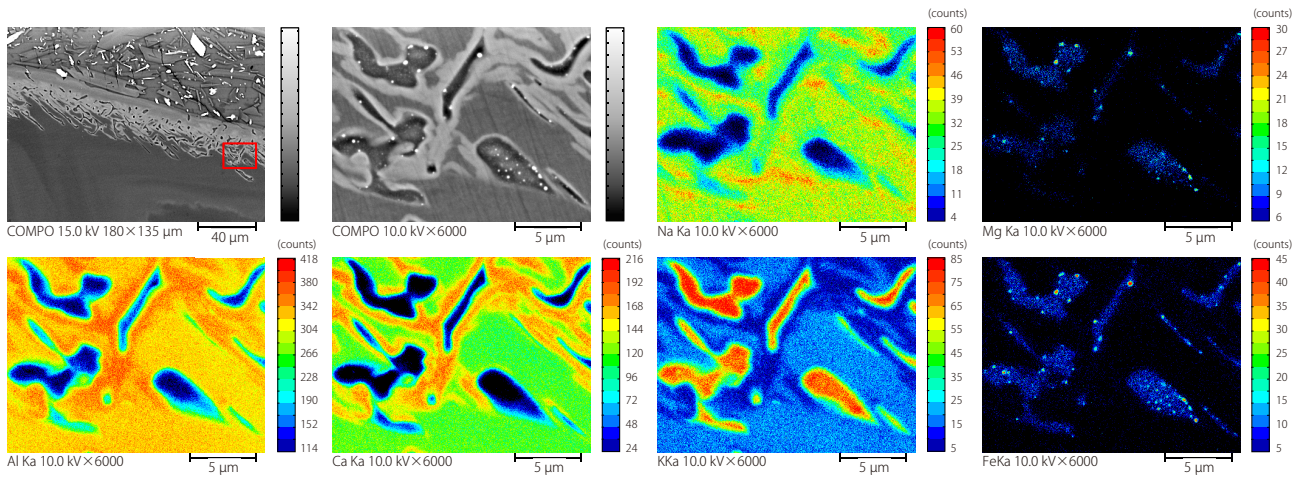 COMPO 15.0 kV 180×135 µm
40 µm
COMPO 10.0 kV×6000
5 µm
(counts)
60
53
46
39
32
25
18
11
4
Na Ka 10.0 kV×6000
5 µm
(counts)
30
27
24
21
18
15
12
9
6
Mg Ka 10.0 kV×6000
5 µm
(counts)
418
380
342
304
266
228
190
152
114
Al Ka 10.0 kV×6000
5 µm
(counts)
216
192
168
144
120
96
72
48
24
Ca Ka 10.0 kV×6000
5 µm
(counts)
85
75
65
55
45
35
25
15
5
KKa 10.0 kV×6000
5 µm
(counts)
45
40
35
30
25
20
15
10
5
FeKa 10.0 kV×6000
5 µm